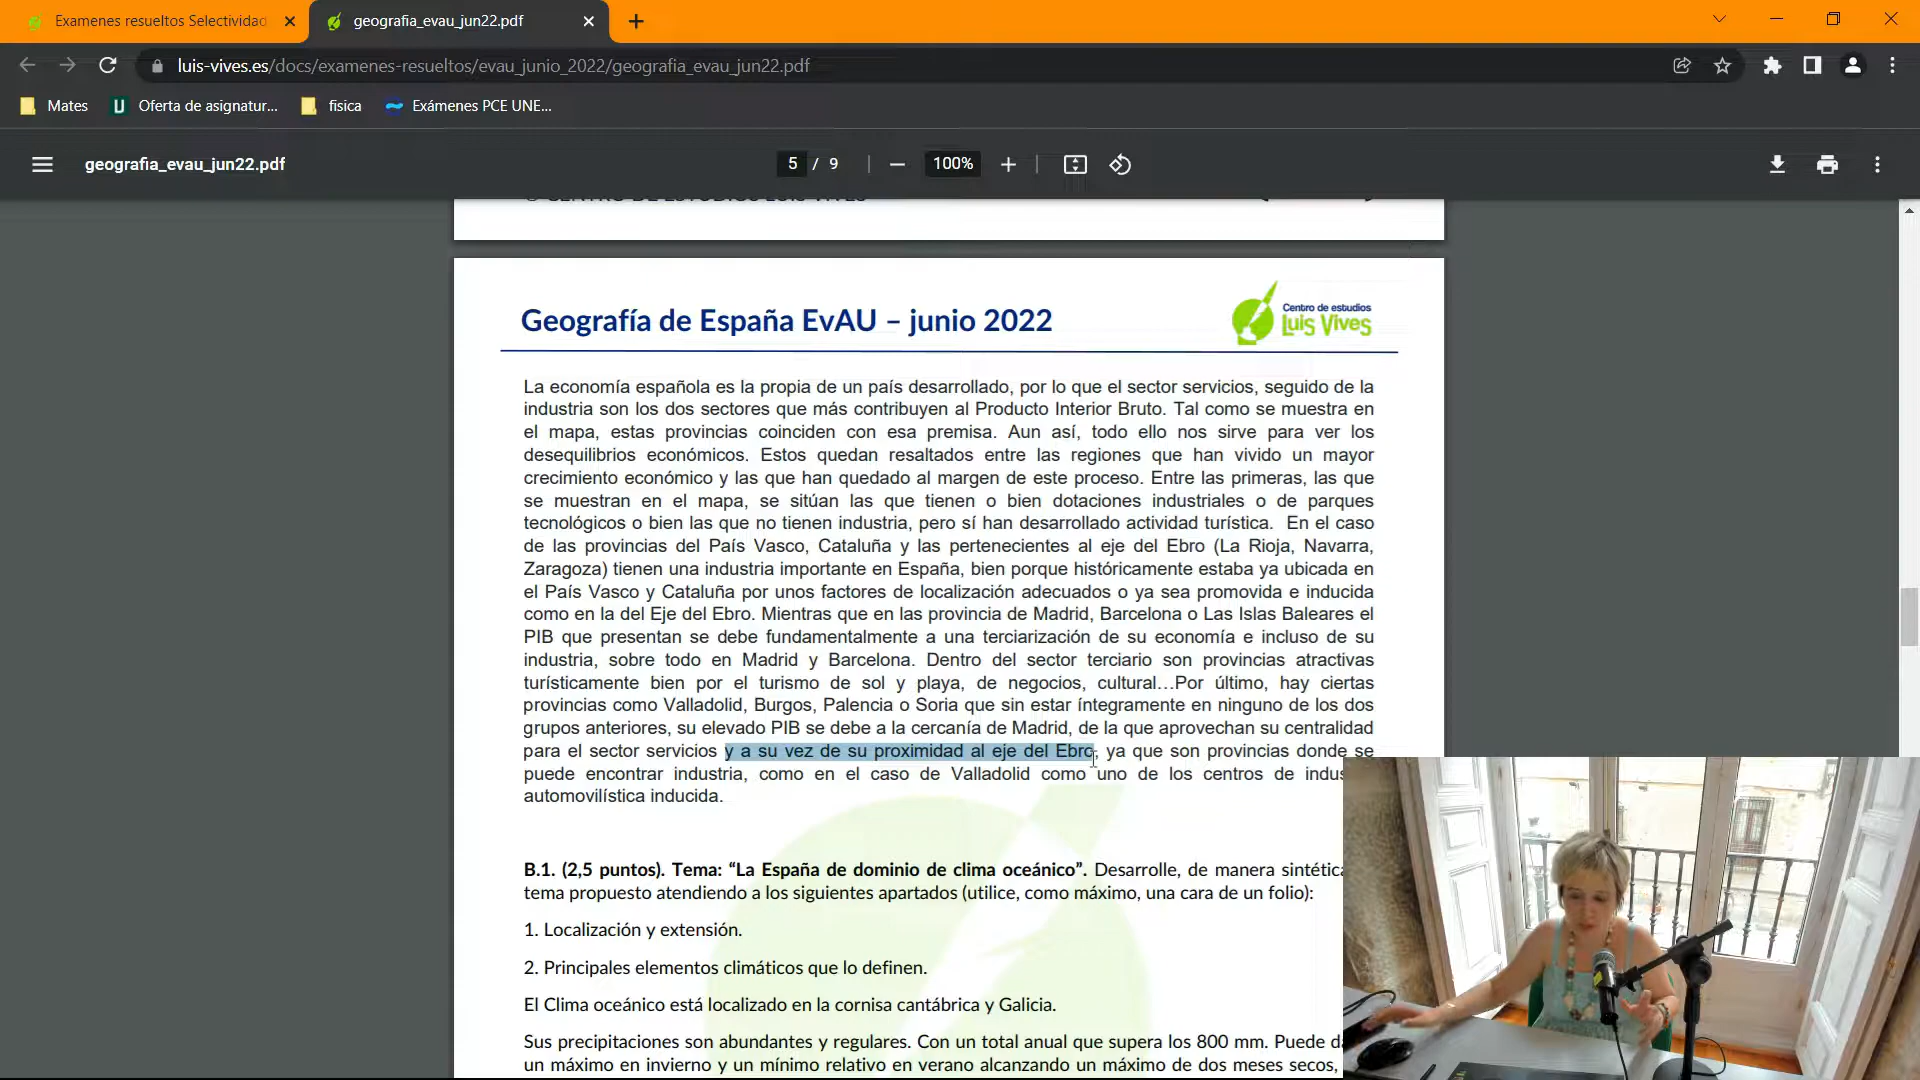 Examenes resueltos Selectividad
geografia_evau_jun22.pdf
luis-vives.es/docs/examenes-resueltos/evau_junio_2022/geografia_evau_jun22.pdf
Mates
Oferta de asignatur...
fisica
Exámenes PCE UNE...
geografia_evau_jun22.pdf
5 / 9
100%
© CENTRO DE ESTUDIOS LUIS VIVES
Geografía de España EvAU – junio 2022
Centro de estudios
Luis Vives
La economía española es la propia de un país desarrollado, por lo que el sector servicios, seguido de la
industria son los dos sectores que más contribuyen al Producto Interior Bruto. Tal como se muestra en
el mapa, estas provincias coinciden con esa premisa. Aun así, todo ello nos sirve para ver los
desequilibrios económicos. Estos quedan resaltados entre las regiones que han vivido un mayor
crecimiento económico y las que han quedado al margen de este proceso. Entre las primeras, las que
se muestran en el mapa, se sitúan las que tienen o bien dotaciones industriales o de parques
tecnológicos o bien las que no tienen industria, pero sí han desarrollado actividad turística. En el caso
de las provincias del País Vasco, Cataluña y las pertenecientes al eje del Ebro (La Rioja, Navarra,
Zaragoza) tienen una industria importante en España, bien porque históricamente estaba ya ubicada en
el País Vasco y Cataluña por unos factores de localización adecuados o ya sea promovida e inducida
como en la del Eje del Ebro. Mientras que en las provincia de Madrid, Barcelona o Las Islas Baleares el
PIB que presentan se debe fundamentalmente a una terciarización de su economía e incluso de su
industria, sobre todo en Madrid y Barcelona. Dentro del sector terciario son provincias atractivas
turísticamente bien por el turismo de sol y playa, de negocios, cultural…Por último, hay ciertas
provincias como Valladolid, Burgos, Palencia o Soria que sin estar íntegramente en ninguno de los dos
grupos anteriores, su elevado PIB se debe a la cercanía de Madrid, de la que aprovechan su centralidad
para el sector servicios y a su vez de su proximidad al eje del Ebro, ya que son provincias donde se
puede encontrar industria, como en el caso de Valladolid como uno de los centros de indus
automovilística inducida.
B.1. (2,5 puntos). Tema: “La España de dominio de clima oceánico”. Desarrolle, de manera sintética
tema propuesto atendiendo a los siguientes apartados (utilice, como máximo, una cara de un folio):
1. Localización y extensión.
2. Principales elementos climáticos que lo definen.
El Clima oceánico está localizado en la cornisa cantábrica y Galicia.
Sus precipitaciones son abundantes y regulares. Con un total anual que supera los 800 mm. Puede d
un máximo en invierno y un mínimo relativo en verano alcanzando un máximo de dos meses secos,